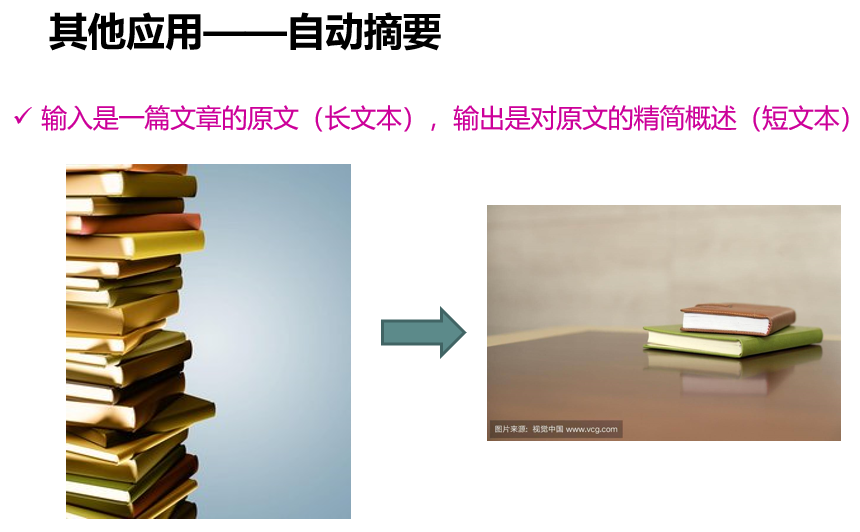 其他应用——自动摘要
✓ 输入是一篇文章的原文（长文本），输出是对原文的精简概述（短文本）
图片来源：视觉中国 www.vcg.com